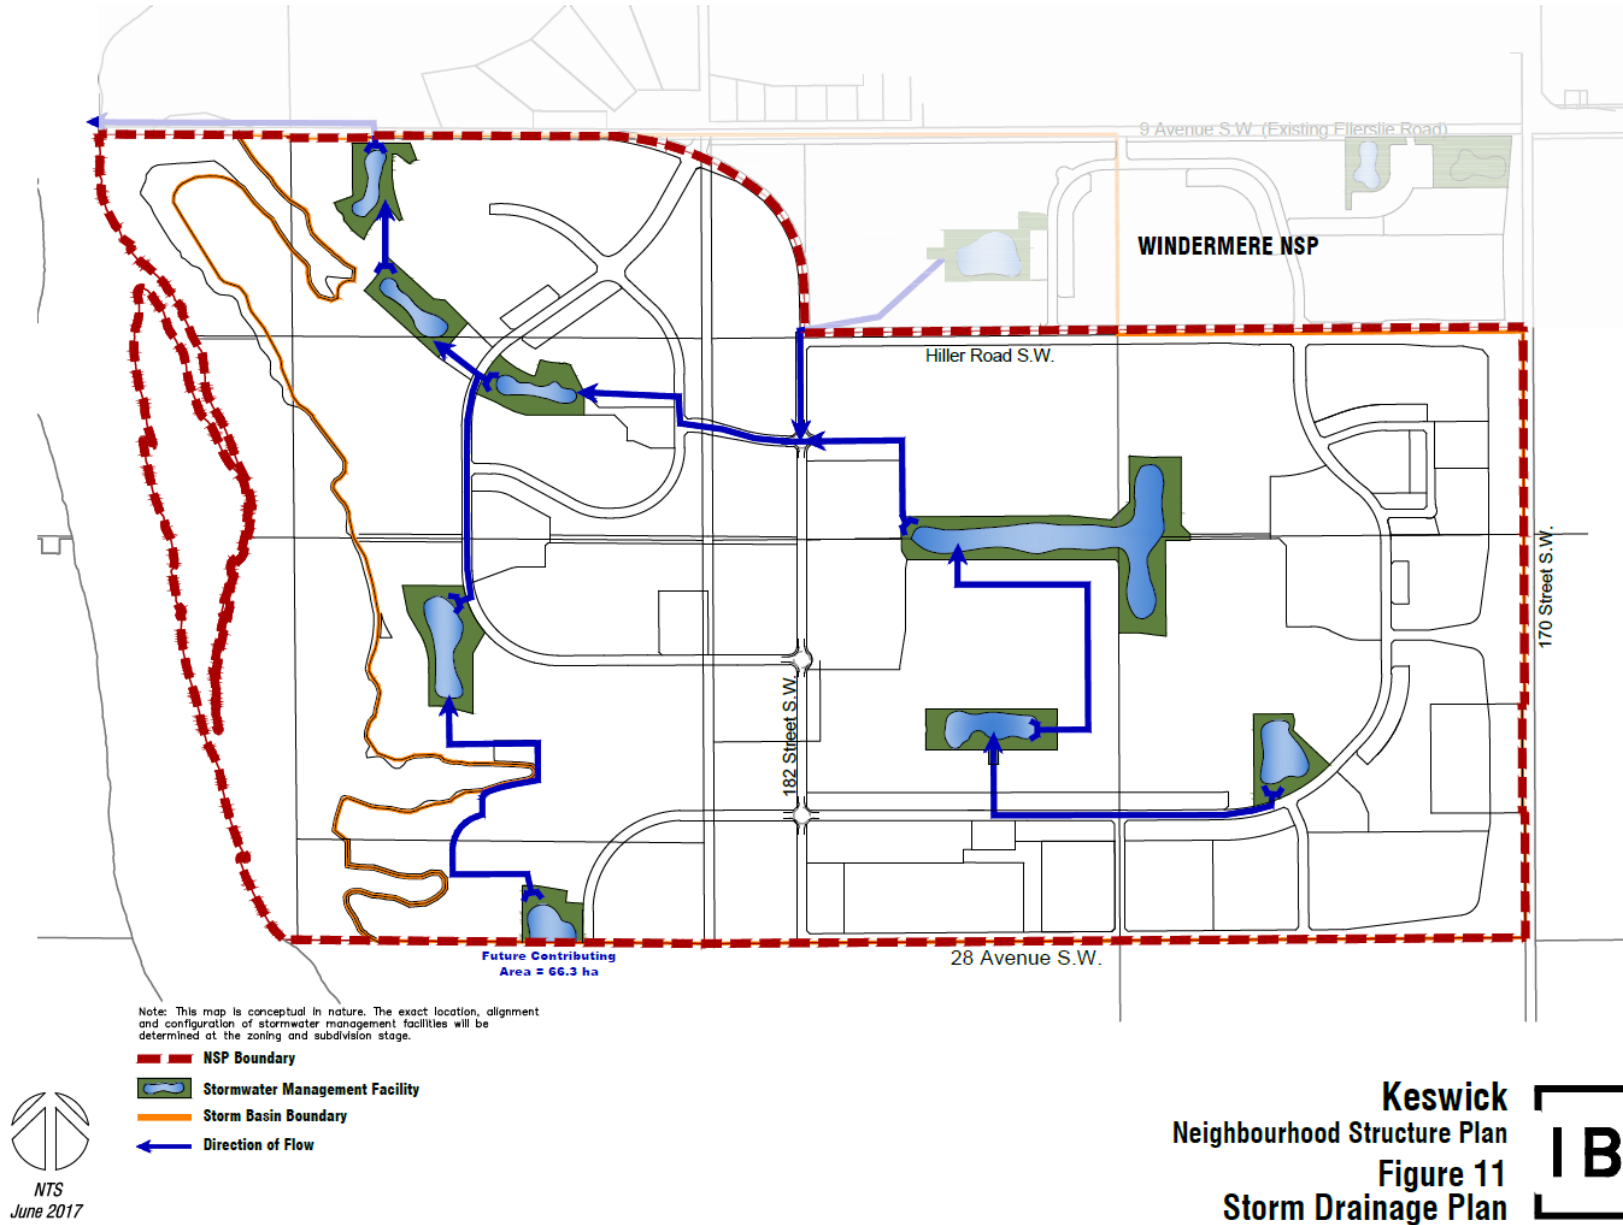 9 Avenue S.W. (Existing Ellerslie Road)
WINDERMERE NSP
Hiller Road S.W.
170 Street S.W.
182 Street S.W.
Future Contributing
Area = 66.3 ha
28 Avenue S.W.
Note: This map is conceptual in nature. The exact location, alignment
and configuration of stormwater management facilities will be
determined at the zoning and subdivision stage.
NSP Boundary
Stormwater Management Facility
Storm Basin Boundary
Direction of Flow
NTS
June 2017
Keswick
Neighbourhood Structure Plan
Figure 11
Storm Drainage Plan
I B